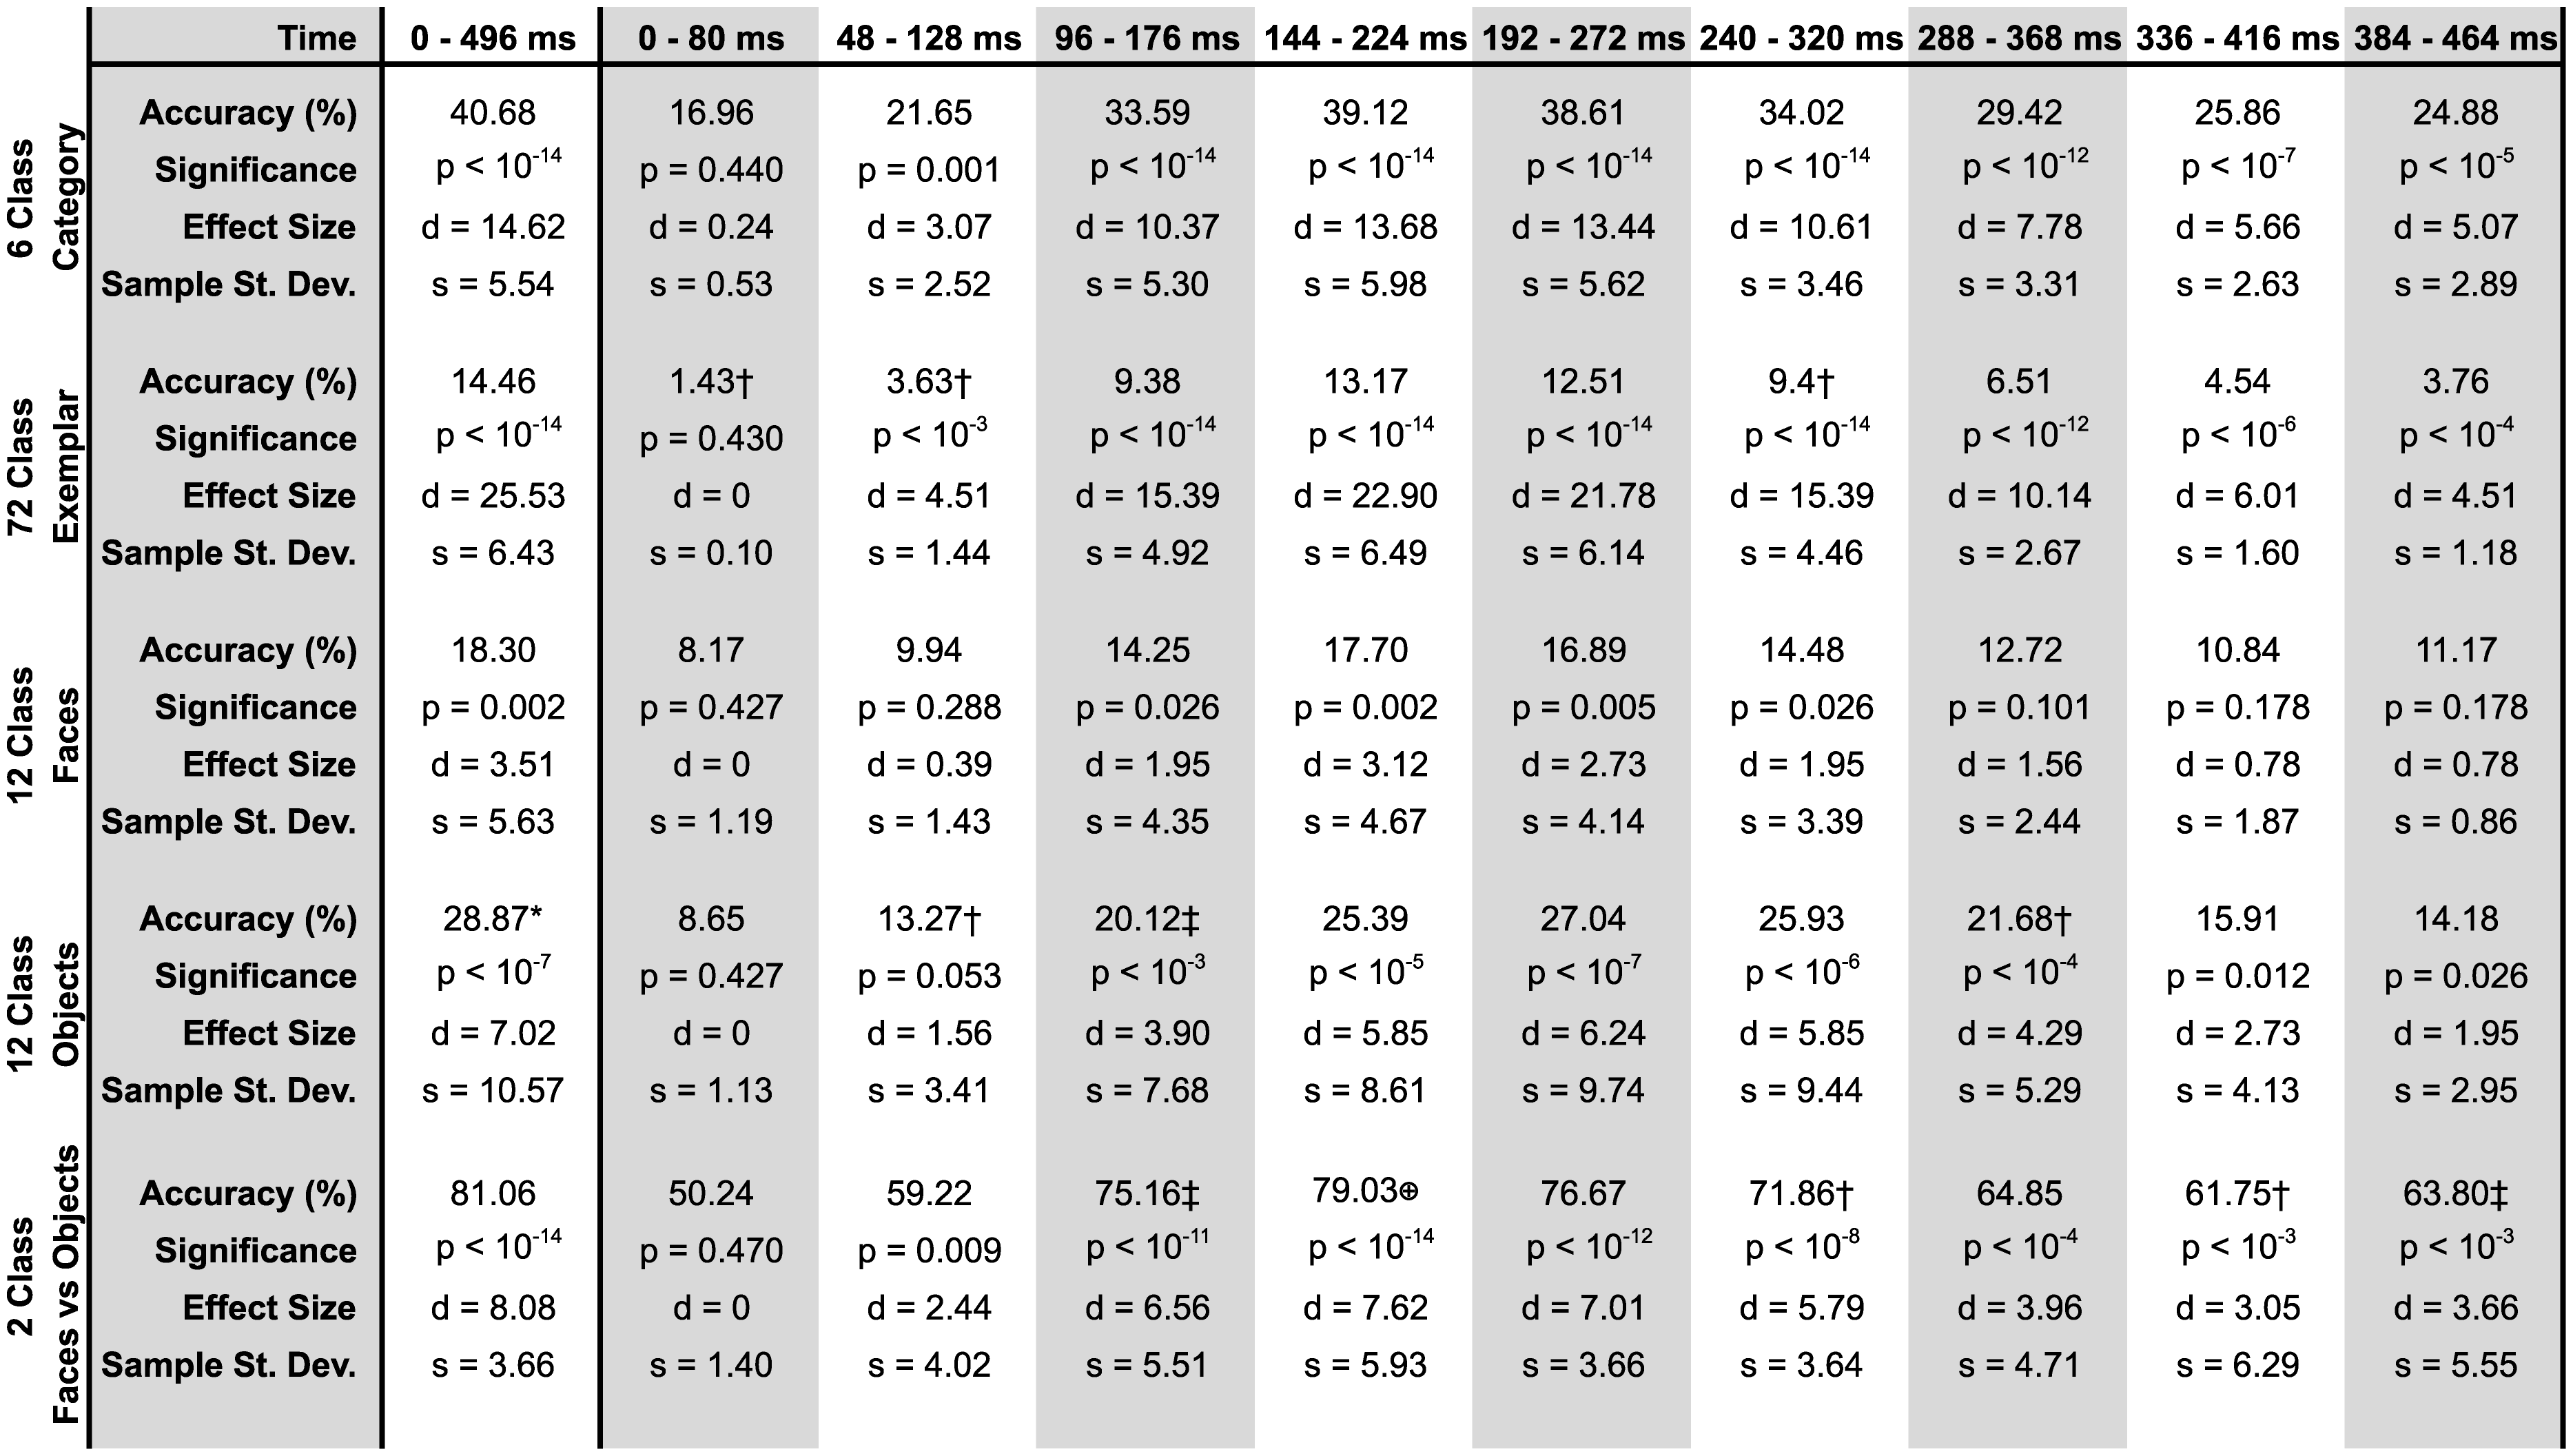 Time 0 - 496 ms 0 - 80 ms 48 - 128 ms 96 - 176 ms 144 - 224 ms 192 - 272 ms 240 - 320 ms 288 - 368 ms 336 - 416 ms 384 - 464 ms
6 Class
Category
Accuracy (%) 40.68 16.96 21.65 33.59 39.12 38.61 34.02 29.42 25.86 24.88
Significance p < 10⁻¹⁴ p = 0.440 p = 0.001 p < 10⁻¹⁴ p < 10⁻¹⁴ p < 10⁻¹⁴ p < 10⁻¹⁴ p < 10⁻¹² p < 10⁻⁷ p < 10⁻⁵
Effect Size d = 14.62 d = 0.24 d = 3.07 d = 10.37 d = 13.68 d = 13.44 d = 10.61 d = 7.78 d = 5.66 d = 5.07
Sample St. Dev. s = 5.54 s = 0.53 s = 2.52 s = 5.30 s = 5.98 s = 5.62 s = 3.46 s = 3.31 s = 2.63 s = 2.89
72 Class
Exemplar
Accuracy (%) 14.46 1.43† 3.63† 9.38 13.17 12.51 9.4† 6.51 4.54 3.76
Significance p < 10⁻¹⁴ p = 0.430 p < 10⁻³ p < 10⁻¹⁴ p < 10⁻¹⁴ p < 10⁻¹⁴ p < 10⁻¹⁴ p < 10⁻¹² p < 10⁻⁶ p < 10⁻⁴
Effect Size d = 25.53 d = 0 d = 4.51 d = 15.39 d = 22.90 d = 21.78 d = 15.39 d = 10.14 d = 6.01 d = 4.51
Sample St. Dev. s = 6.43 s = 0.10 s = 1.44 s = 4.92 s = 6.49 s = 6.14 s = 4.46 s = 2.67 s = 1.60 s = 1.18
12 Class
Faces
Accuracy (%) 18.30 8.17 9.94 14.25 17.70 16.89 14.48 12.72 10.84 11.17
Significance p = 0.002 p = 0.427 p = 0.288 p = 0.026 p = 0.002 p = 0.005 p = 0.026 p = 0.101 p = 0.178 p = 0.178
Effect Size d = 3.51 d = 0 d = 0.39 d = 1.95 d = 3.12 d = 2.73 d = 1.95 d = 1.56 d = 0.78 d = 0.78
Sample St. Dev. s = 5.63 s = 1.19 s = 1.43 s = 4.35 s = 4.67 s = 4.14 s = 3.39 s = 2.44 s = 1.87 s = 0.86
12 Class
Objects
Accuracy (%) 28.87* 8.65 13.27† 20.12‡ 25.39 27.04 25.93 21.68† 15.91 14.18
Significance p < 10⁻⁷ p = 0.427 p = 0.053 p < 10⁻³ p < 10⁻⁵ p < 10⁻⁷ p < 10⁻⁶ p < 10⁻⁴ p = 0.012 p = 0.026
Effect Size d = 7.02 d = 0 d = 1.56 d = 3.90 d = 5.85 d = 6.24 d = 5.85 d = 4.29 d = 2.73 d = 1.95
Sample St. Dev. s = 10.57 s = 1.13 s = 3.41 s = 7.68 s = 8.61 s = 9.74 s = 9.44 s = 5.29 s = 4.13 s = 2.95
2 Class
Faces vs Objects
Accuracy (%) 81.06 50.24 59.22 75.16‡ 79.03⊕ 76.67 71.86† 64.85 61.75† 63.80‡
Significance p < 10⁻¹⁴ p = 0.470 p = 0.009 p < 10⁻¹¹ p < 10⁻¹⁴ p < 10⁻¹² p < 10⁻⁸ p < 10⁻⁴ p < 10⁻³ p < 10⁻³
Effect Size d = 8.08 d = 0 d = 2.44 d = 6.56 d = 7.62 d = 7.01 d = 5.79 d = 3.96 d = 3.05 d = 3.66
Sample St. Dev. s = 3.66 s = 1.40 s = 4.02 s = 5.51 s = 5.93 s = 3.66 s = 3.64 s = 4.71 s = 6.29 s = 5.55